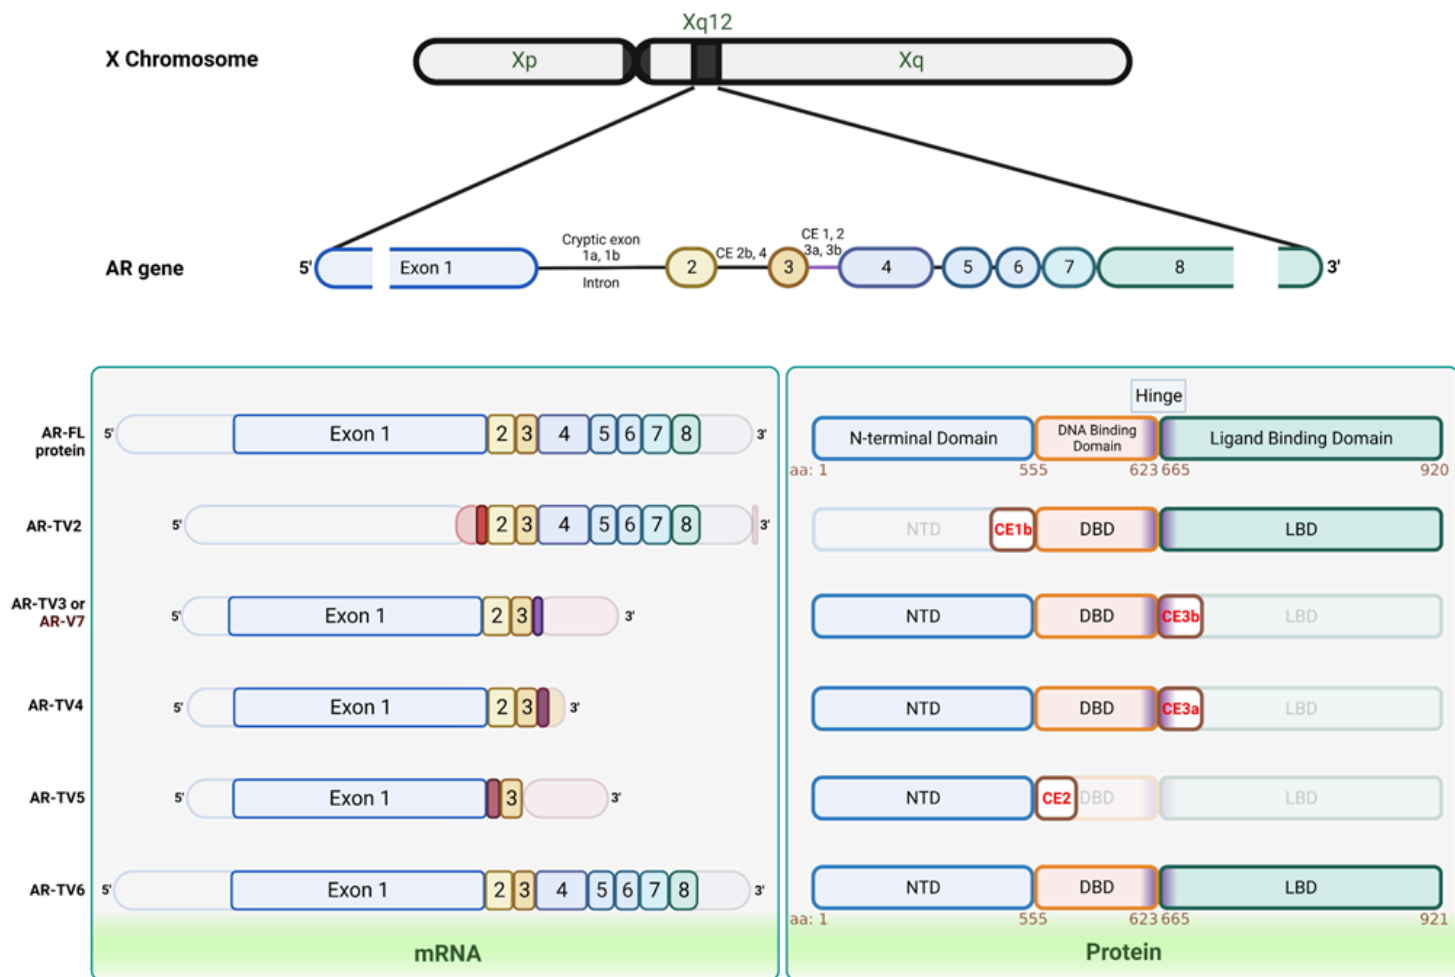 Xq12
X Chromosome
Xp
Xq
AR gene
5'
Exon 1
Cryptic exon
1a, 1b
Intron
2
CE 2b, 4
3
CE 1, 2
3a, 3b
4
5
6
7
8
3'
AR-FL
protein
5'
Exon 1
2
3
4
5
6
7
8
3'
Hinge
N-terminal Domain
DNA Binding
Domain
Ligand Binding Domain
aa: 1
555
623 665
920
AR-TV2
5'
2
3
4
5
6
7
8
3'
NTD
CE1b
DBD
LBD
AR-TV3 or
AR-V7
5'
Exon 1
2
3
3'
NTD
DBD
CE3b
LBD
AR-TV4
5'
Exon 1
2
3
3'
NTD
DBD
CE3a
LBD
AR-TV5
5'
Exon 1
3
3'
NTD
CE2
DBD
LBD
AR-TV6
5'
Exon 1
2
3
4
5
6
7
8
3'
NTD
DBD
LBD
aa: 1
555
623 665
921
mRNA
Protein